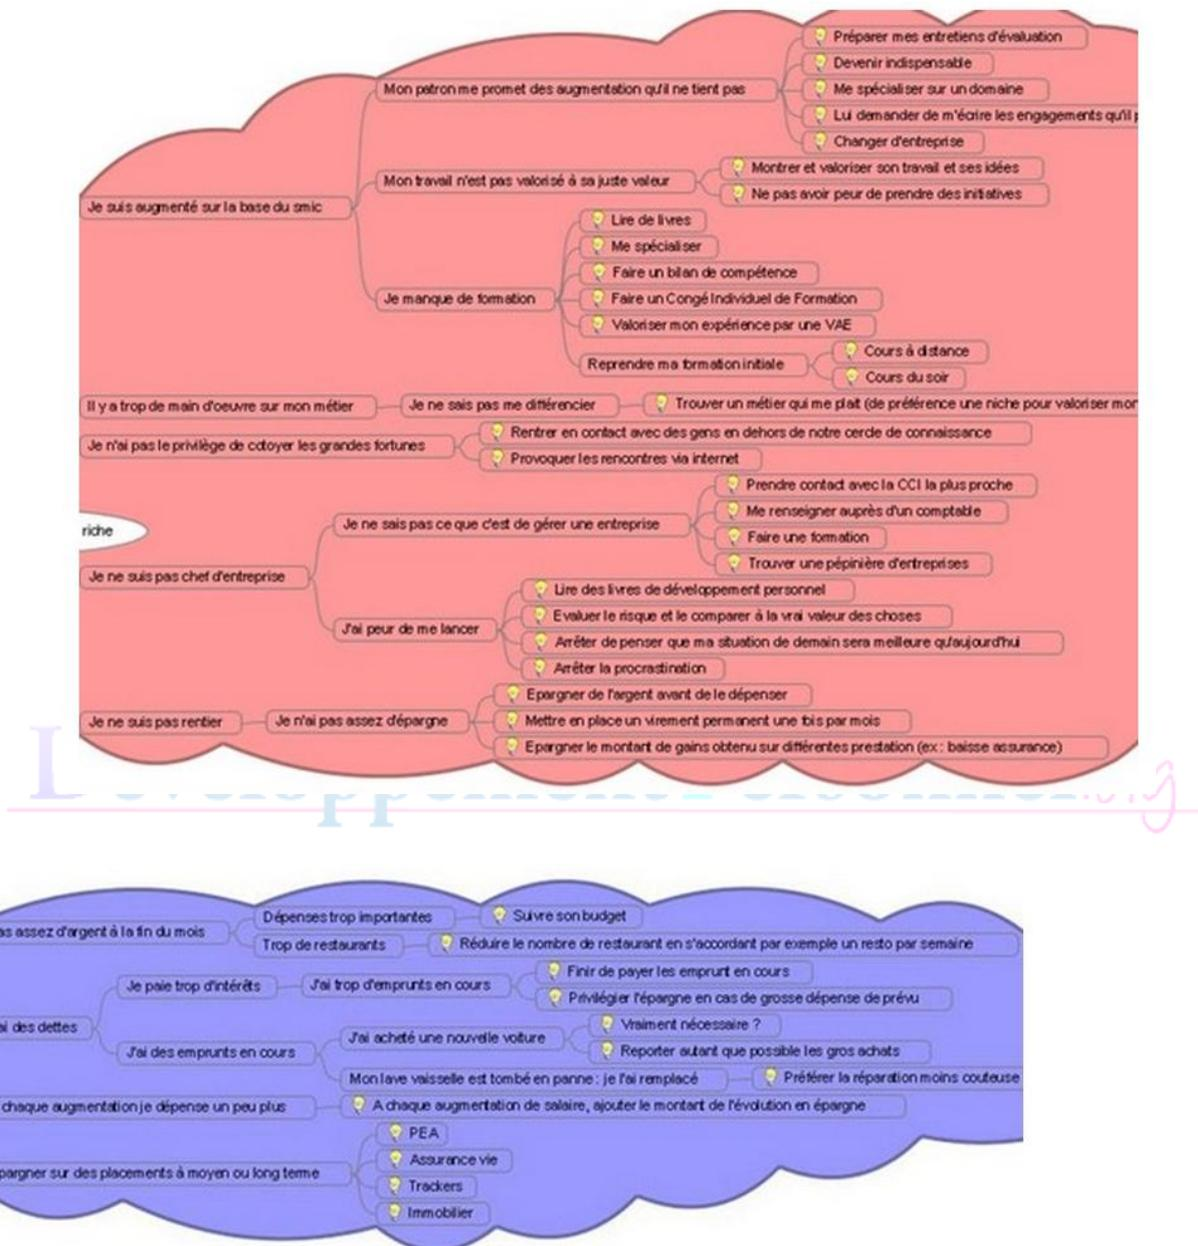 Préparer mes entretiens d'évaluation
Devenir indispensable
Mon patron me promet des augmentation qu'il ne tient pas
Me spécialiser sur un domaine
Lui demander de m'écrire les engagements qu'il
Changer d'entreprise
Montrer et valoriser son travail et ses idées
Mon travail n'est pas valorisé à sa juste valeur
Ne pas avoir peur de prendre des initiatives
Je suis augmenté sur la base du smic
Lire de livres
Me spécialiser
Faire un bilan de compétence
Je manque de formation
Faire un Congé Individuel de Formation
Valoriser mon expérience par une VAE
Reprendre ma formation initiale
Cours à distance
Cours du soir
Il y a trop de main d'oeuvre sur mon métier
Je ne sais pas me différencier
Trouver un métier qui me plait (de préférence une niche pour valoriser mon
Je n'ai pas le privilège de cotoyer les grandes fortunes
Rentrer en contact avec des gens en dehors de notre cercle de connaissance
Provoquer les rencontres via internet
riche
Prendre contact avec la CCI la plus proche
Me renseigner auprès d'un comptable
Je ne sais pas ce que c'est de gérer une entreprise
Faire une formation
Trouver une pépinière d'entreprises
Je ne suis pas chef d'entreprise
Lire des livres de développement personnel
Evaluer le risque et le comparer à la vrai valeur des choses
J'ai peur de me lancer
Arrêter de penser que ma situation de demain sera meilleure qu'aujourd'hui
Arrêter la procrastination
Epargner de l'argent avant de le dépenser
Je ne suis pas rentier
Je n'ai pas assez d'épargne
Mettre en place un virement permanent une fois par mois
Epargner le montant de gains obtenu sur différentes prestation (ex : baisse assurance)
as assez d'argent à la fin du mois
Dépenses trop importantes
Suivre son budget
Trop de restaurants
Réduire le nombre de restaurant en s'accordant par exemple un resto par semaine
Je paie trop d'intérêts
J'ai trop d'emprunts en cours
Finir de payer les emprunt en cours
Privilégier l'épargne en cas de grosse dépense de prévu
ai des dettes
J'ai des emprunts en cours
J'ai acheté une nouvelle voiture
Vraiment nécessaire ?
Reporter autant que possible les gros achats
Mon lave vaisselle est tombé en panne : je l'ai remplacé
Préférer la réparation moins couteuse
chaque augmentation je dépense un peu plus
A chaque augmentation de salaire, ajouter le montant de l'évolution en épargne
pargner sur des placements à moyen ou long terme
PEA
Assurance vie
Trackers
Immobilier